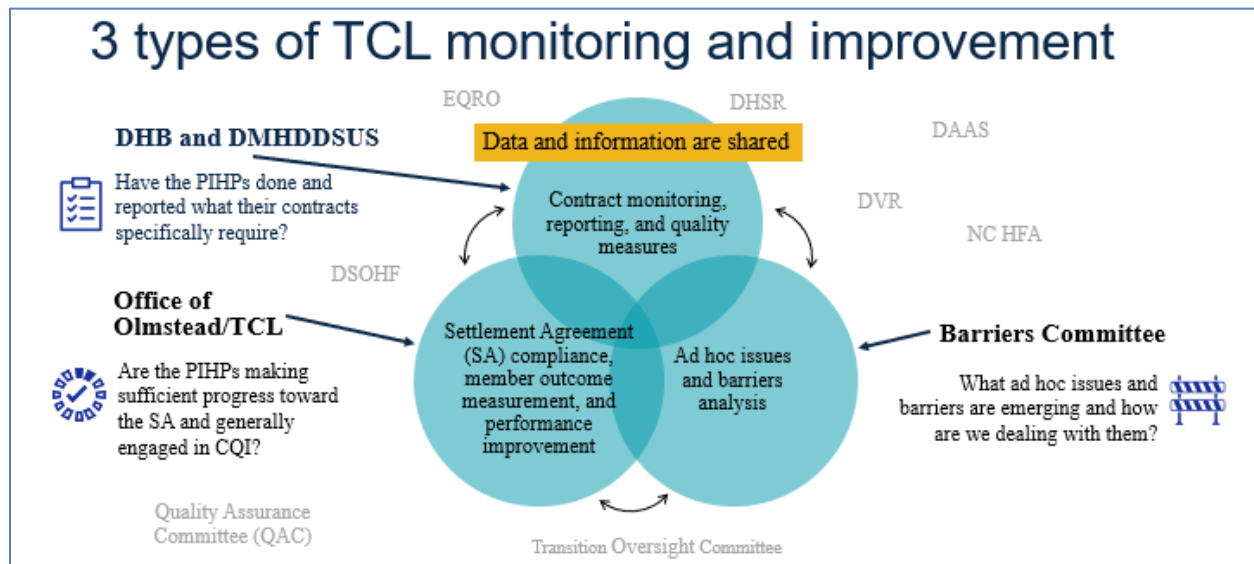 3 types of TCL monitoring and improvement
EQRO
DHSR
DAAS
DHB and DMHDDSUS
Data and information are shared
Have the PIHPs done and
reported what their contracts
specifically require?
Contract monitoring,
reporting, and quality
measures
DVR
NC HFA
DSOHF
Office of
Olmstead/TCL
Settlement Agreement
(SA) compliance,
member outcome
measurement, and
performance
improvement
Ad hoc issues
and barriers
analysis
Barriers Committee
Are the PIHPs making
sufficient progress toward
the SA and generally
engaged in CQI?
What ad hoc issues and
barriers are emerging and how
are we dealing with them?
Quality Assurance
Committee (QAC)
Transition Oversight Committee